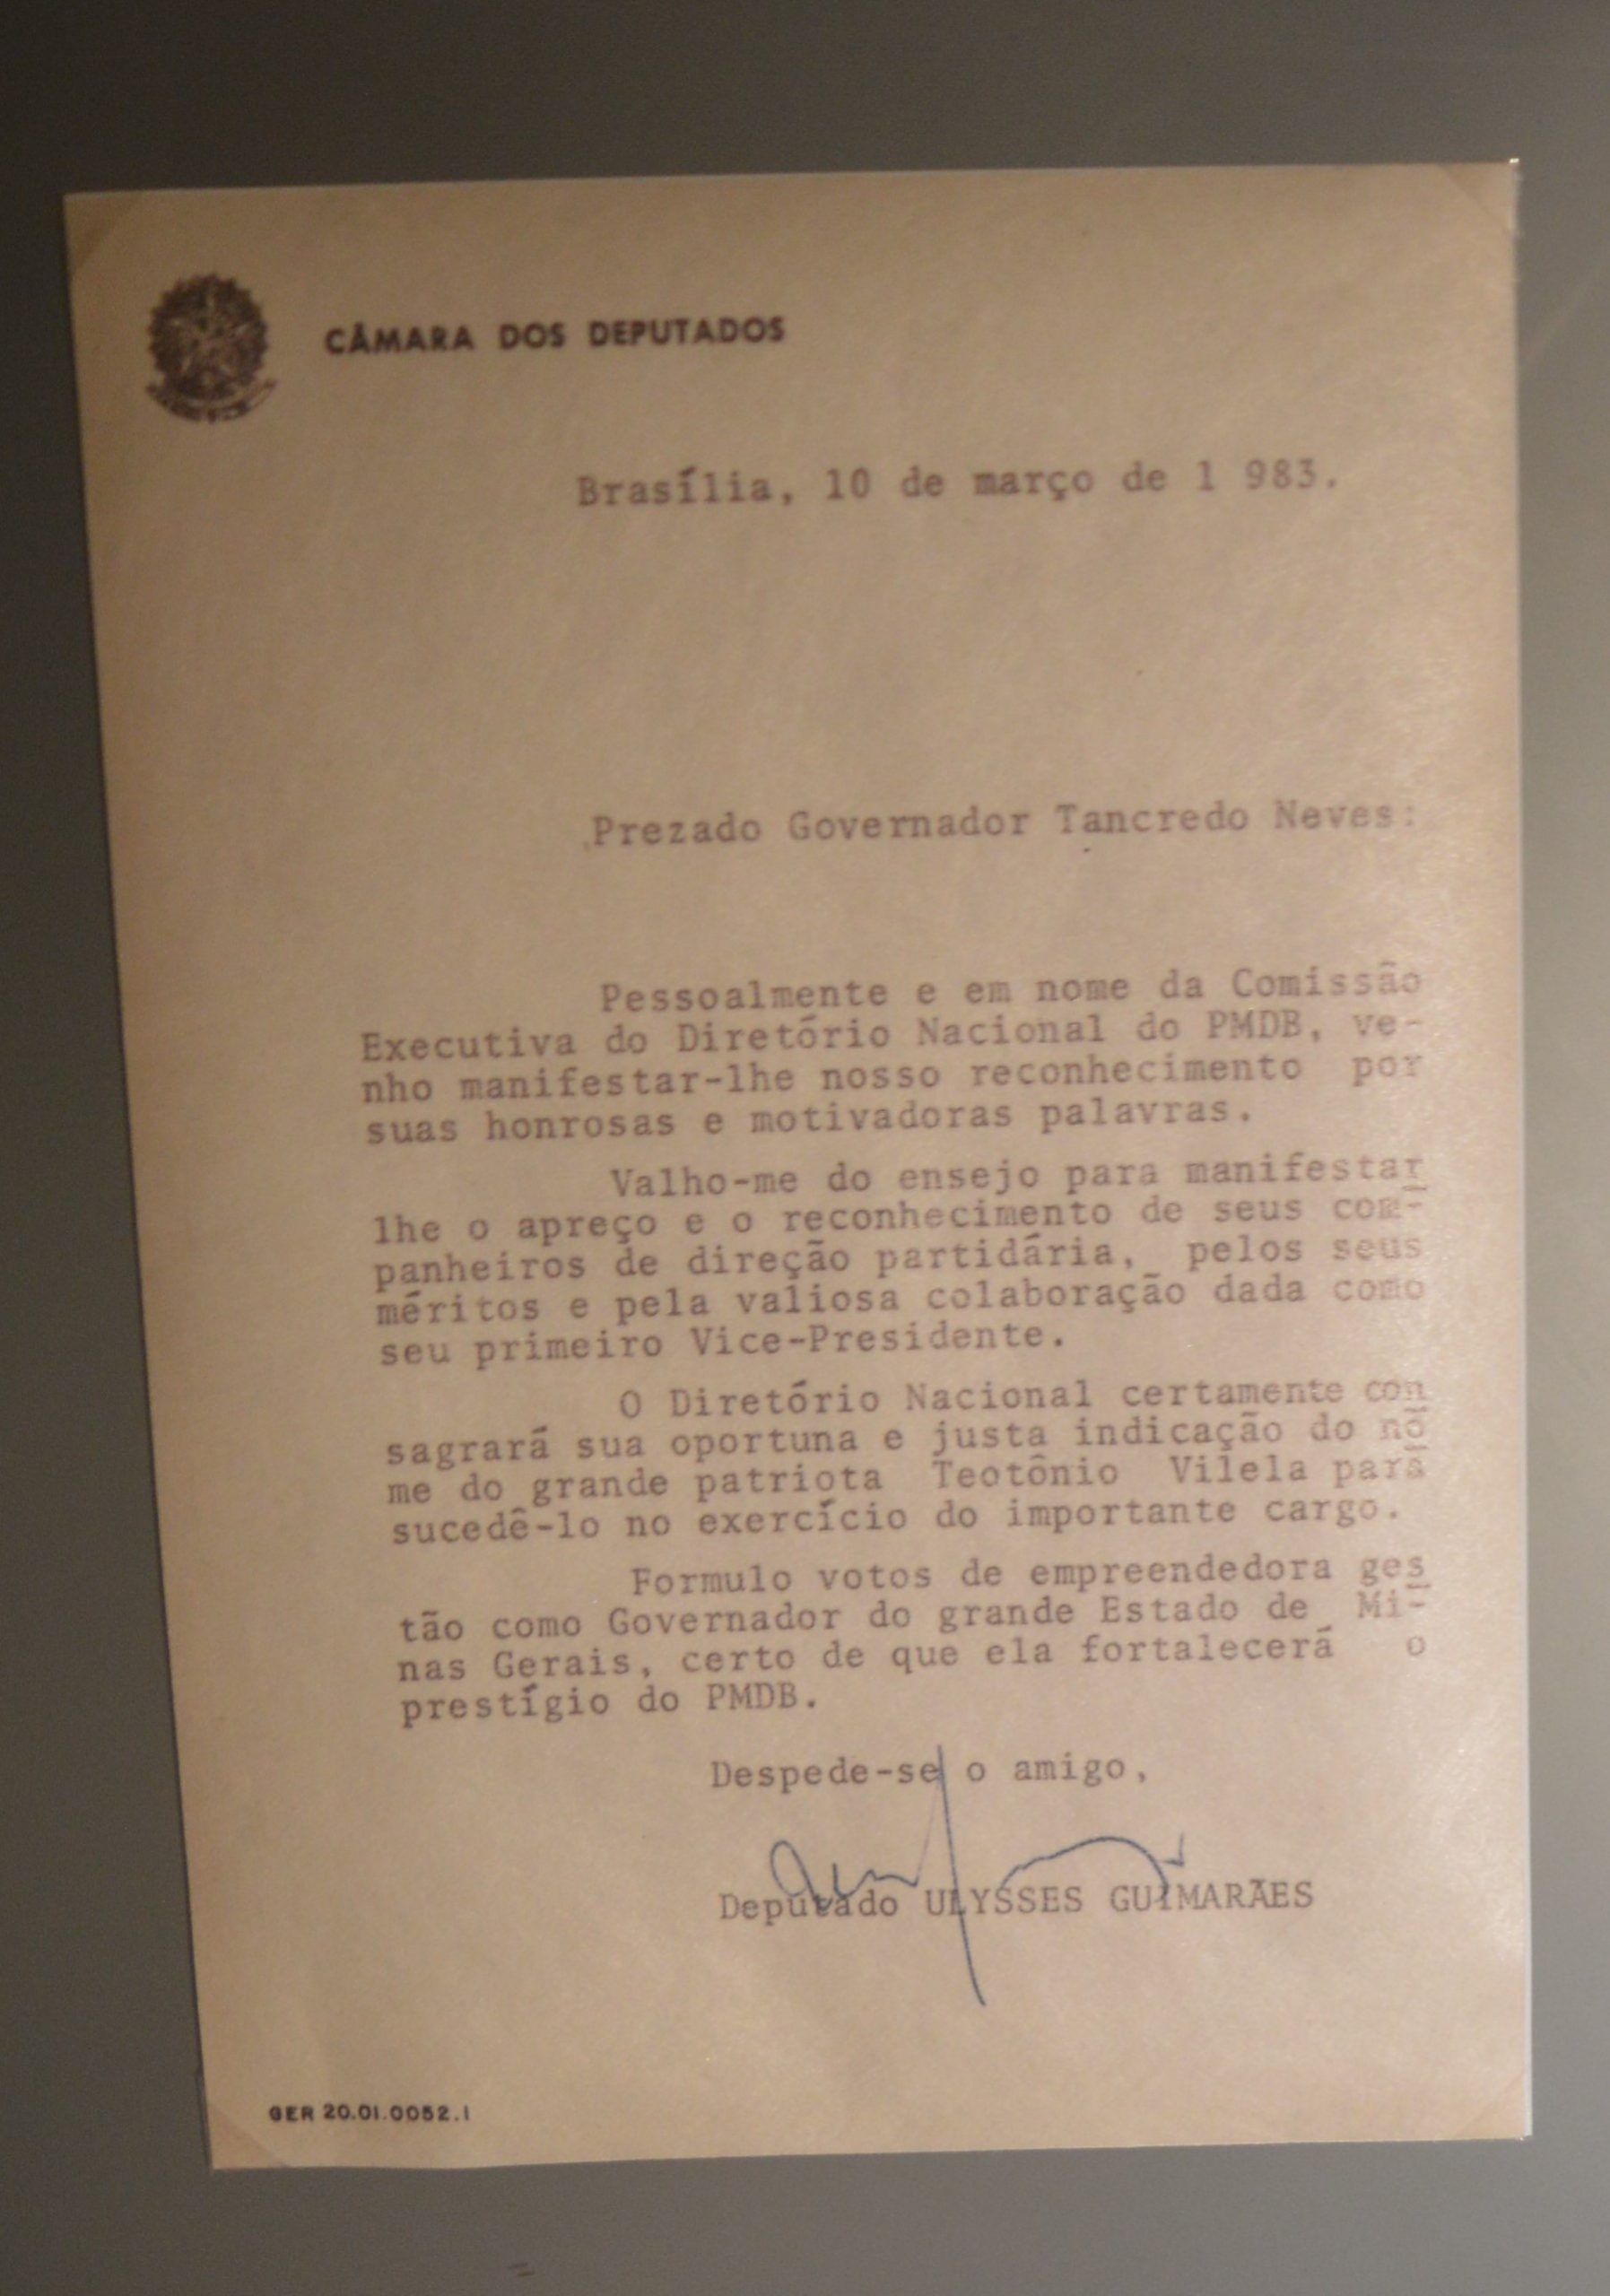 CÂMARA DOS DEPUTADOS
Brasília, 10 de março de 1 983.
Prezado Governador Tancredo Neves:
Pessoalmente e em nome da Comissão
Executiva do Diretório Nacional do PMDB, ve-
nho manifestar-lhe nosso reconhecimento por
suas honrosas e motivadoras palavras.
Valho-me do ensejo para manifestar
lhe o apreço e o reconhecimento de seus com-
panheiros de direção partidária, pelos seus
méritos e pela valiosa colaboração dada como
seu primeiro Vice-Presidente.
O Diretório Nacional certamente con
sagrará sua oportuna e justa indicação do no
me do grande patriota Teotônio Vilela para
sucedê-lo no exercício do importante cargo.
Formulo votos de empreendedora ges
tão como Governador do grande Estado de Mi-
nas Gerais, certo de que ela fortalecerá o
prestígio do PMDB.
Despede-se o amigo,
Deputado ULYSSES GUIMARÃES
GER 20.01.0052.1